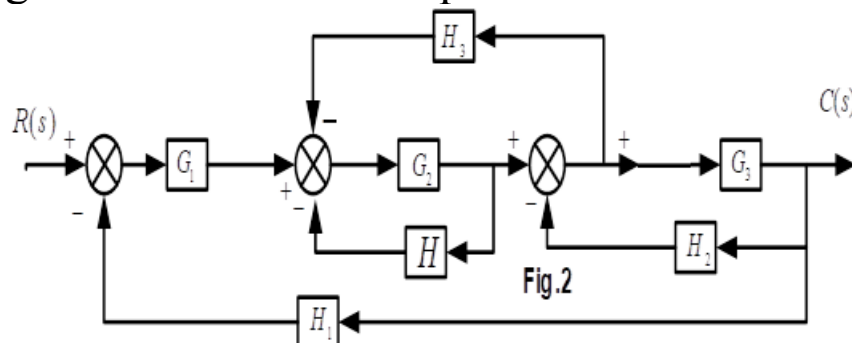 H₃
R(s) + − C(s)
G₁ + − G₂ + − + G₃
−
H H₂
Fig.2
H₁